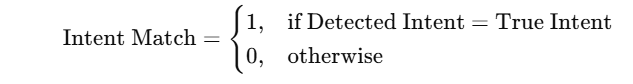 Intent Match = { 1, if Detected Intent = True Intent
0, otherwise